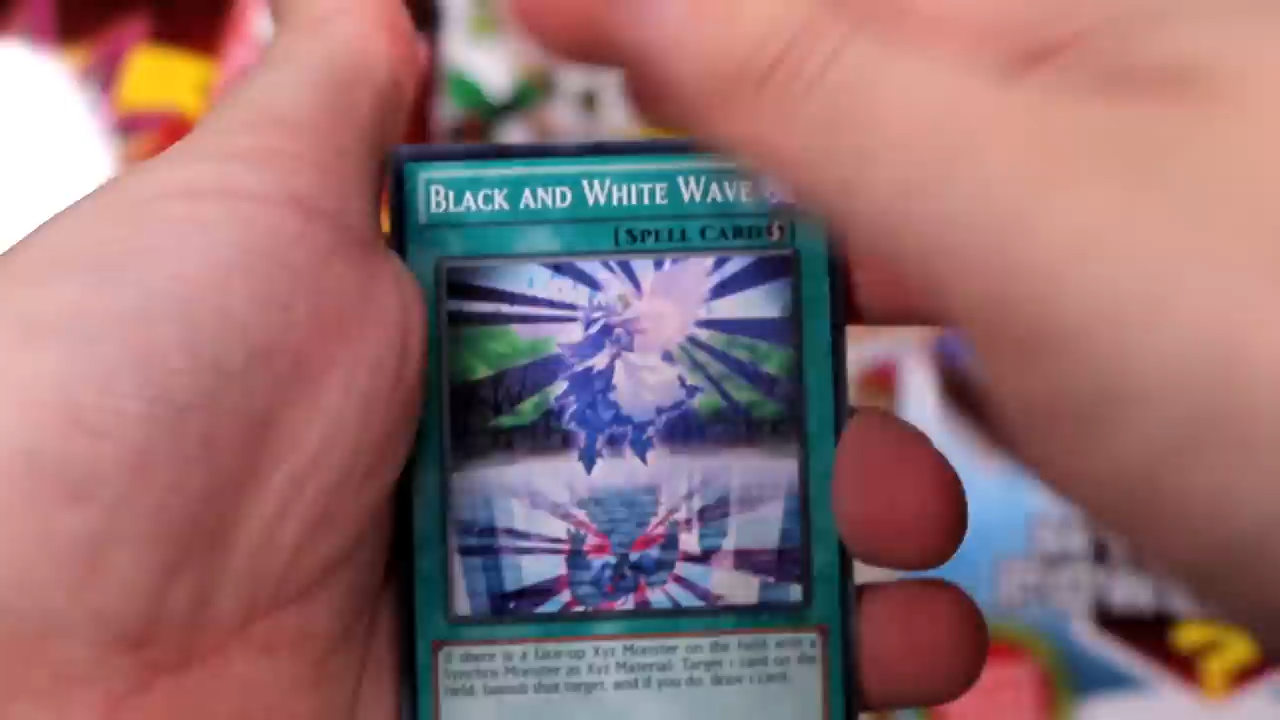 BLACK AND WHITE WAVE
[SPELL CARD ]
If there is a face-up Xyz Monster on the field with a
Synchro Monster as Xyz Material: Target 1 card on the
field; banish that target, and if you do, draw 1 card.
?